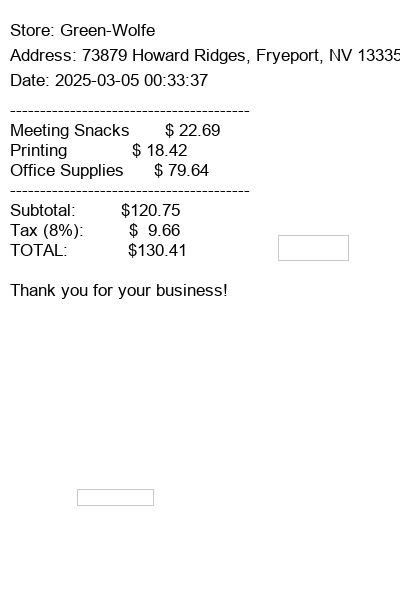 Store: Green-Wolfe
Address: 73879 Howard Ridges, Fryeport, NV 13335
Date: 2025-03-05 00:33:37
----------------------------------------
Meeting Snacks $ 22.69
Printing $ 18.42
Office Supplies $ 79.64
----------------------------------------
Subtotal: $120.75
Tax (8%): $ 9.66
TOTAL: $130.41
Thank you for your business!